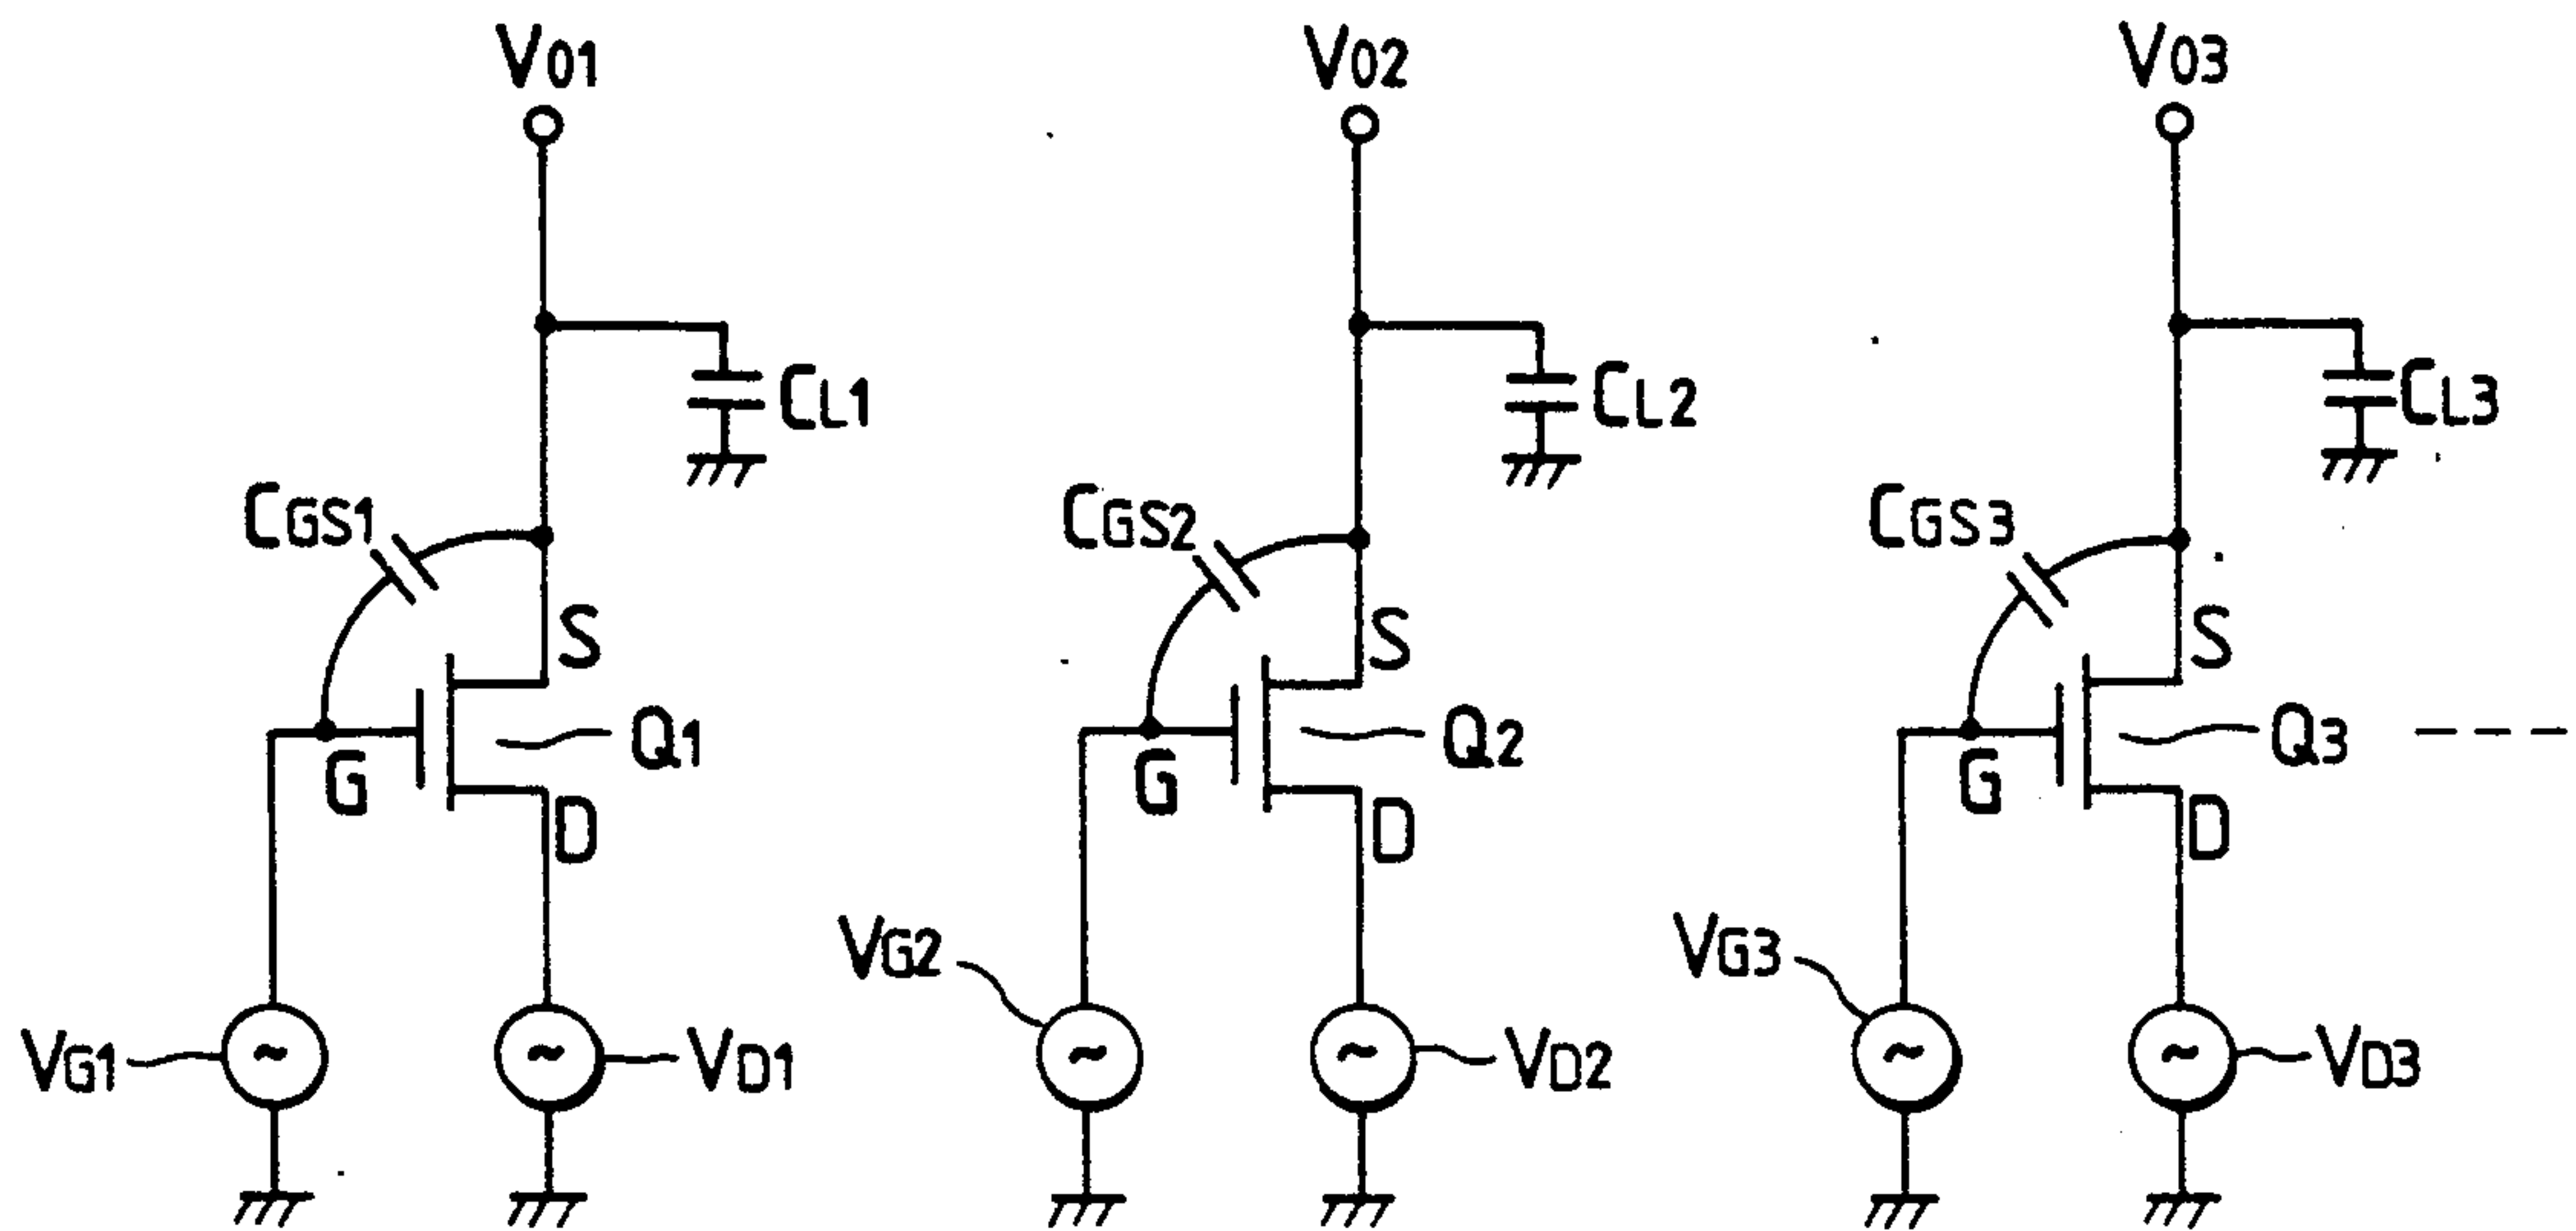 V01 V02 V03
CL1 CL2 CL3
CGS1 CGS2 CGS3
S S S
Q1 Q2 Q3
G G G
D D D
VG2 VG3
VG1 VD1 VD2 VD3